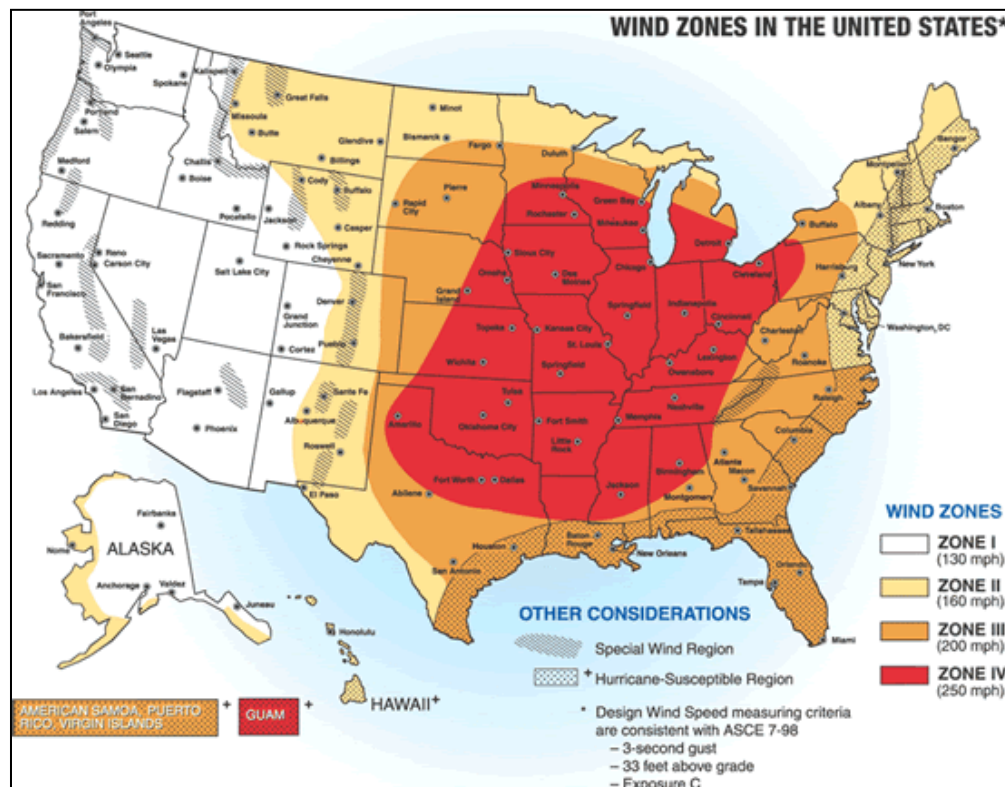 WIND ZONES IN THE UNITED STATES*
Port
Angeles
Seattle
Olympia
Spokane
Kalispell
Great Falls
Missoula
Butte
Glendive
Billings
Minot
Bismarck
Fargo
Duluth
Portland
Salem
Medford
Challis
Boise
Pocatello
Cody
Buffalo
Jackson
Casper
Rock Springs
Cheyenne
Rapid
City
Pierre
Minneapolis
Rochester
Green Bay
Milwaukee
Sioux City
Des
Moines
Omaha
Grand
Island
Chicago
Detroit
Cleveland
Buffalo
Albany
Montpelier
Bangor
Boston
New York
Harrisburg
Washington, DC
Redding
Sacramento
San
Francisco
Reno
Carson City
Salt Lake City
Grand
Junction
Denver
Pueblo
Cortez
Bakersfield
Las
Vegas
Los Angeles
San
Bernadino
San
Diego
Flagstaff
Phoenix
Gallup
Santa Fe
Albuquerque
Roswell
El Paso
Topeka
Wichita
Kansas City
St. Louis
Springfield
Springfield
Indianapolis
Cincinnati
Lexington
Owensboro
Charleston
Roanoke
Raleigh
Nashville
Memphis
Tulsa
Oklahoma City
Amarillo
Fort Smith
Little
Rock
Fort Worth
Dallas
Abilene
Jackson
Birmingham
Montgomery
Atlanta
Macon
Columbia
Savannah
Tallahassee
Orlando
Tampa
Miami
Houston
San Antonio
Baton
Rouge
New Orleans
Fairbanks
Nome
ALASKA
Anchorage
Valdez
Juneau
Honolulu
HAWAII+
AMERICAN SAMOA, PUERTO
RICO, VIRGIN ISLANDS
+
GUAM
+
OTHER CONSIDERATIONS
Special Wind Region
+ Hurricane-Susceptible Region
* Design Wind Speed measuring criteria
are consistent with ASCE 7-98
– 3-second gust
– 33 feet above grade
– Exposure C
WIND ZONES
ZONE I
(130 mph)
ZONE II
(160 mph)
ZONE III
(200 mph)
ZONE IV
(250 mph)